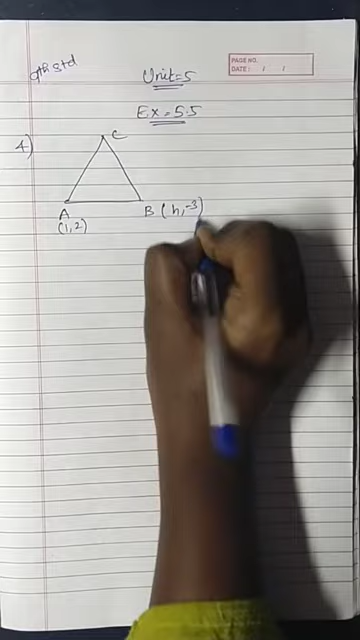 9th std
Unit=5
PAGE NO.
DATE: / /
Ex=5.5
4)
C
A
B (h,-3)
(1,2)